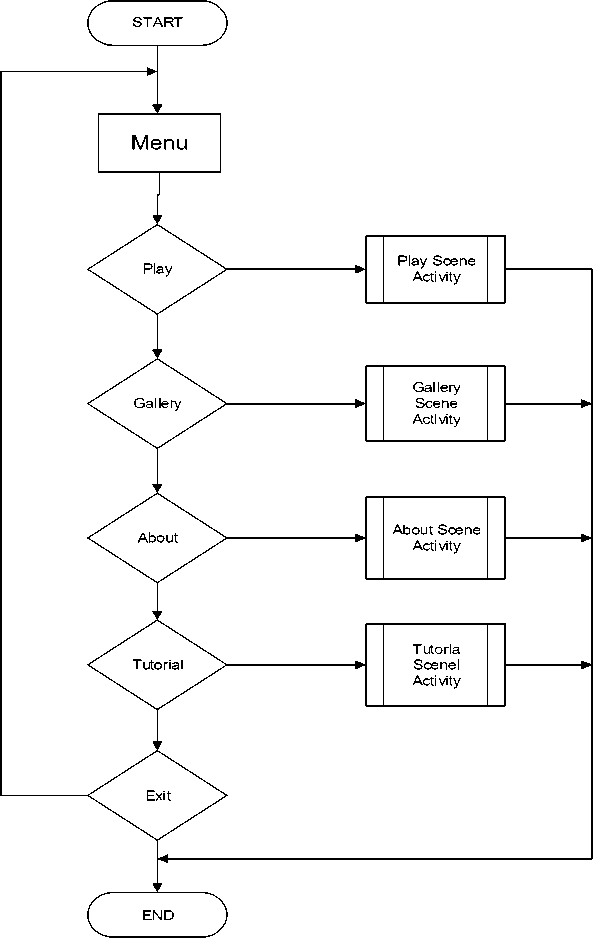 START
Menu
Play
Play Scene
Activity
Gallery
Gallery
Scene
Activity
About
About Scene
Activity
Tutorial
Tutorla
Scenel
Activity
Exit
END